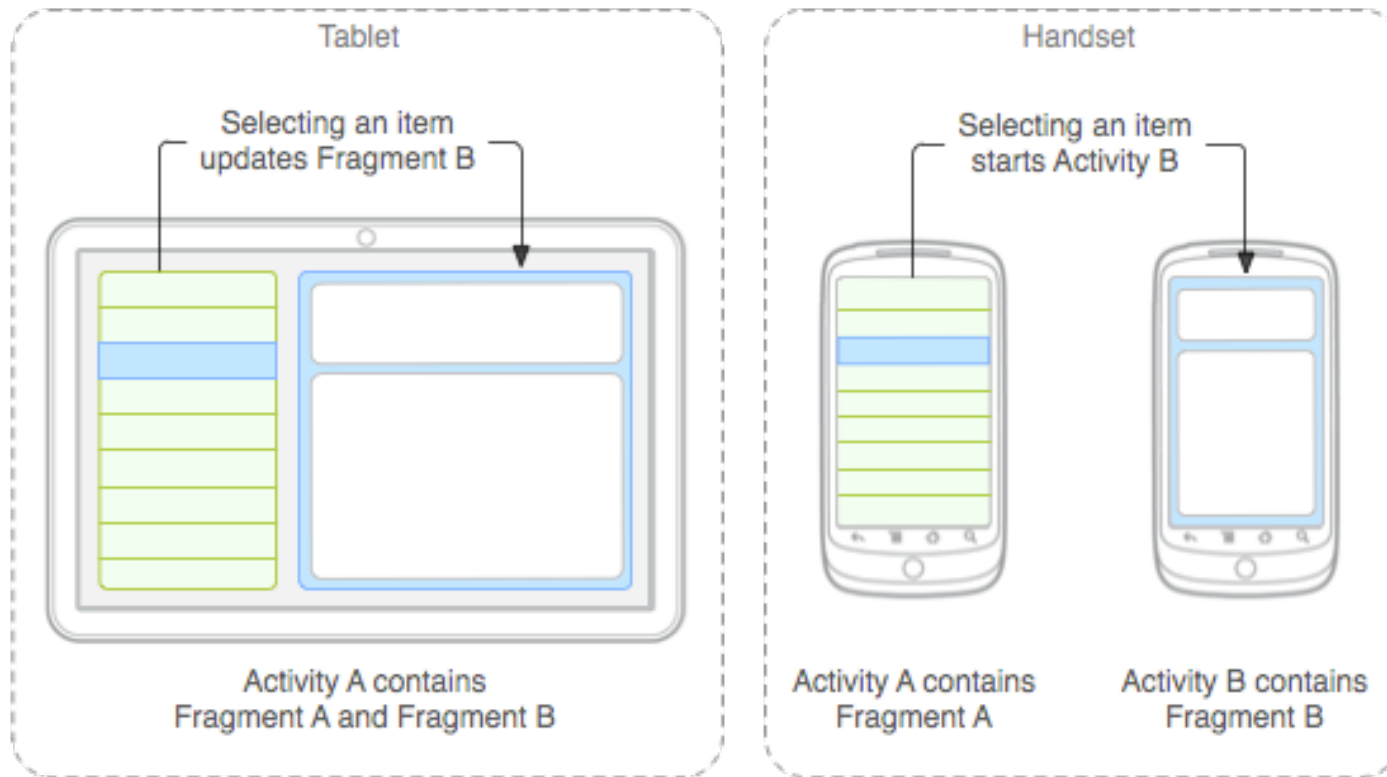 Tablet
Selecting an item
updates Fragment B
Activity A contains
Fragment A and Fragment B
Handset
Selecting an item
starts Activity B
Activity A contains
Fragment A
Activity B contains
Fragment B